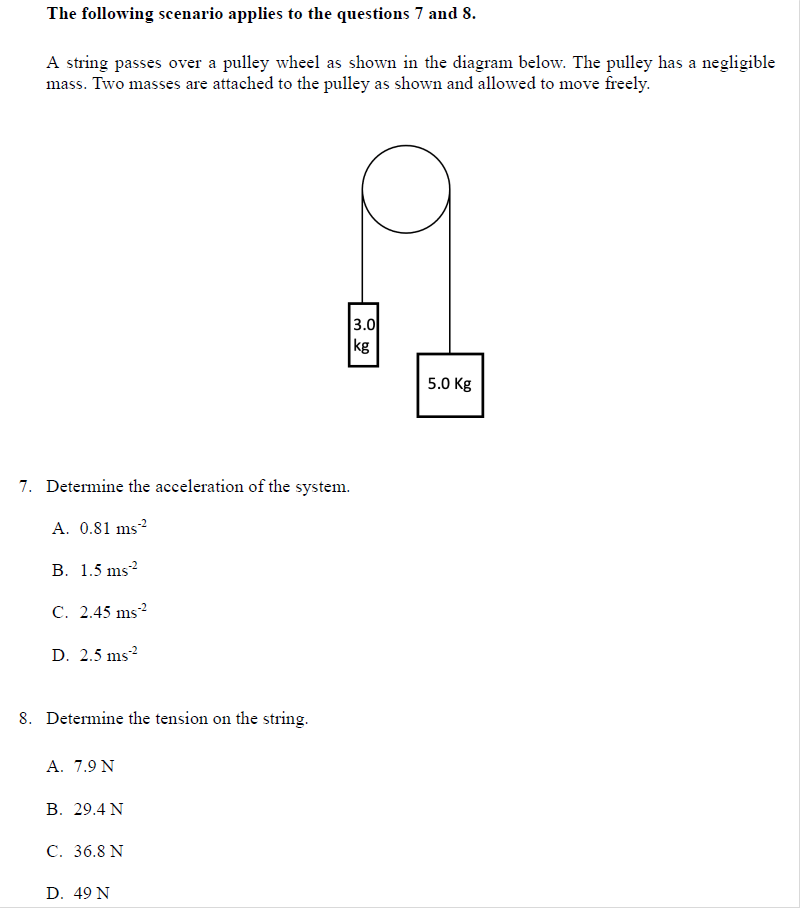 The following scenario applies to the questions 7 and 8.
A string passes over a pulley wheel as shown in the diagram below. The pulley has a negligible
mass. Two masses are attached to the pulley as shown and allowed to move freely.
3.0
kg
5.0 Kg
7. Determine the acceleration of the system.
A. 0.81 ms⁻²
B. 1.5 ms⁻²
C. 2.45 ms⁻²
D. 2.5 ms⁻²
8. Determine the tension on the string.
A. 7.9 N
B. 29.4 N
C. 36.8 N
D. 49 N